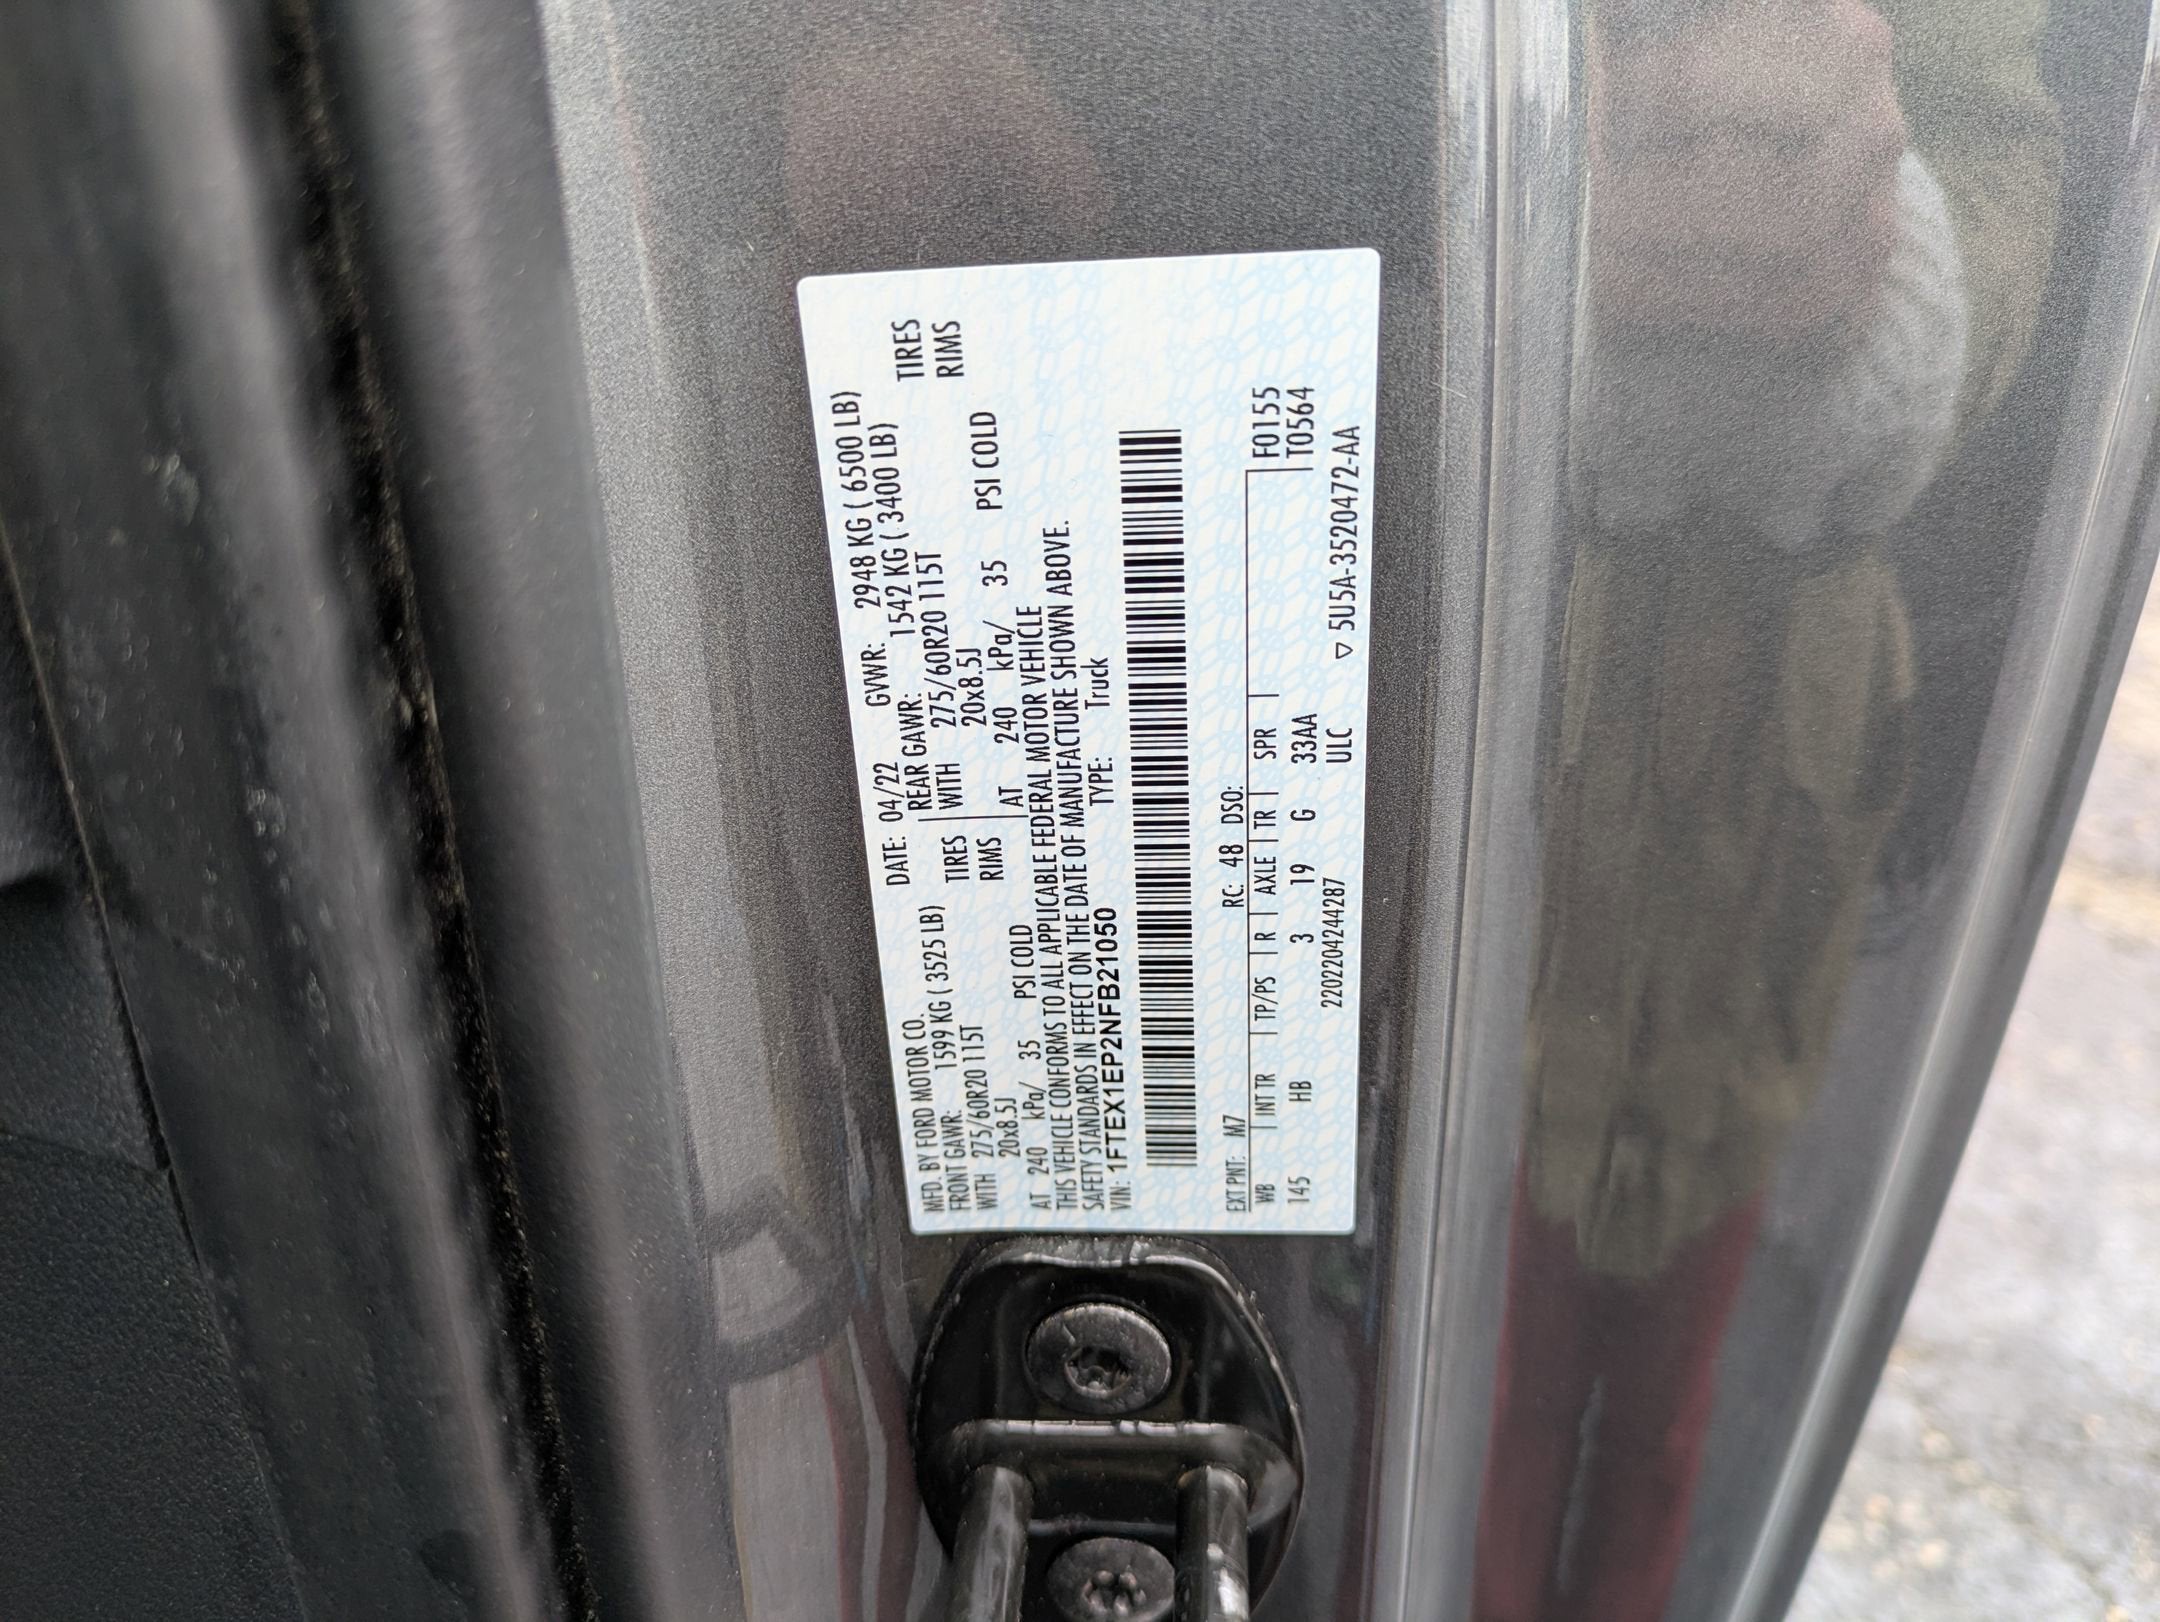 MFD. BY FORD MOTOR CO. DATE: 04/22 GVWR: 2948 KG ( 6500 LB)
FRONT GAWR: 1599 KG ( 3525 LB) REAR GAWR: 1542 KG ( 3400 LB)
WITH 275/60R20 115T TIRES WITH 275/60R20 115T TIRES
20x8.5J RIMS 20x8.5J RIMS
AT 240 kPa/ 35 PSI COLD AT 240 kPa/ 35 PSI COLD
THIS VEHICLE CONFORMS TO ALL APPLICABLE FEDERAL MOTOR VEHICLE
SAFETY STANDARDS IN EFFECT ON THE DATE OF MANUFACTURE SHOWN ABOVE.
VIN: 1FTEX1EP2NFB21050 TYPE: Truck
EXT PNT: M7 RC: 48 DSO:
WB INT TR TP/PS R AXLE TR SPR F0155
145 HB 3 19 G 33AA T0564
220220424287 ULC ▽ 5U5A-3520472-AA